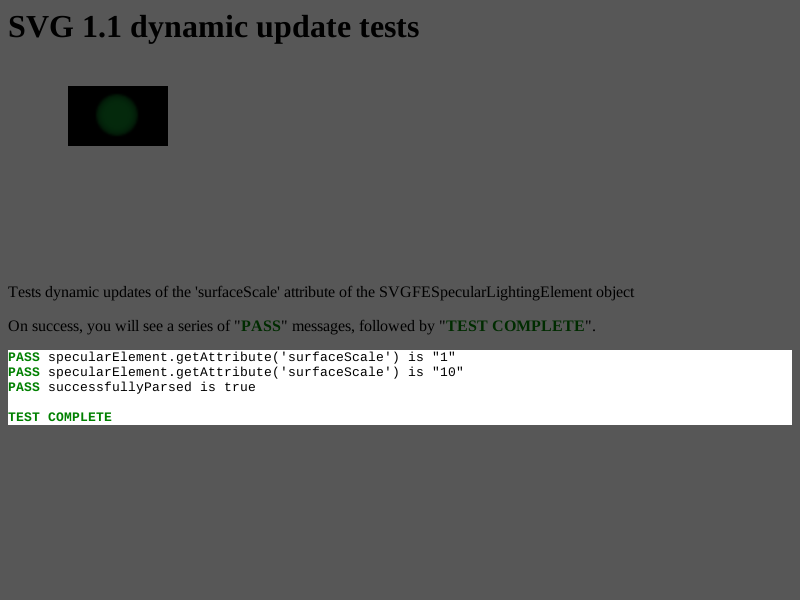 SVG 1.1 dynamic update tests
Tests dynamic updates of the 'surfaceScale' attribute of the SVGFESpecularLightingElement object
On success, you will see a series of "PASS" messages, followed by "TEST COMPLETE".
PASS specularElement.getAttribute('surfaceScale') is "1"
PASS specularElement.getAttribute('surfaceScale') is "10"
PASS successfullyParsed is true
TEST COMPLETE